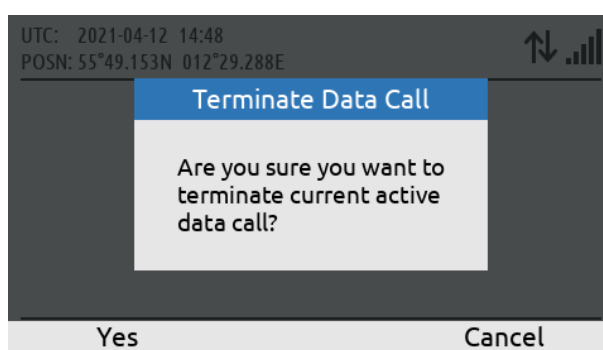 UTC: 2021-04-12 14:48
POSN: 55°49.153N 012°29.288E
Terminate Data Call
Are you sure you want to
terminate current active
data call?
Yes Cancel